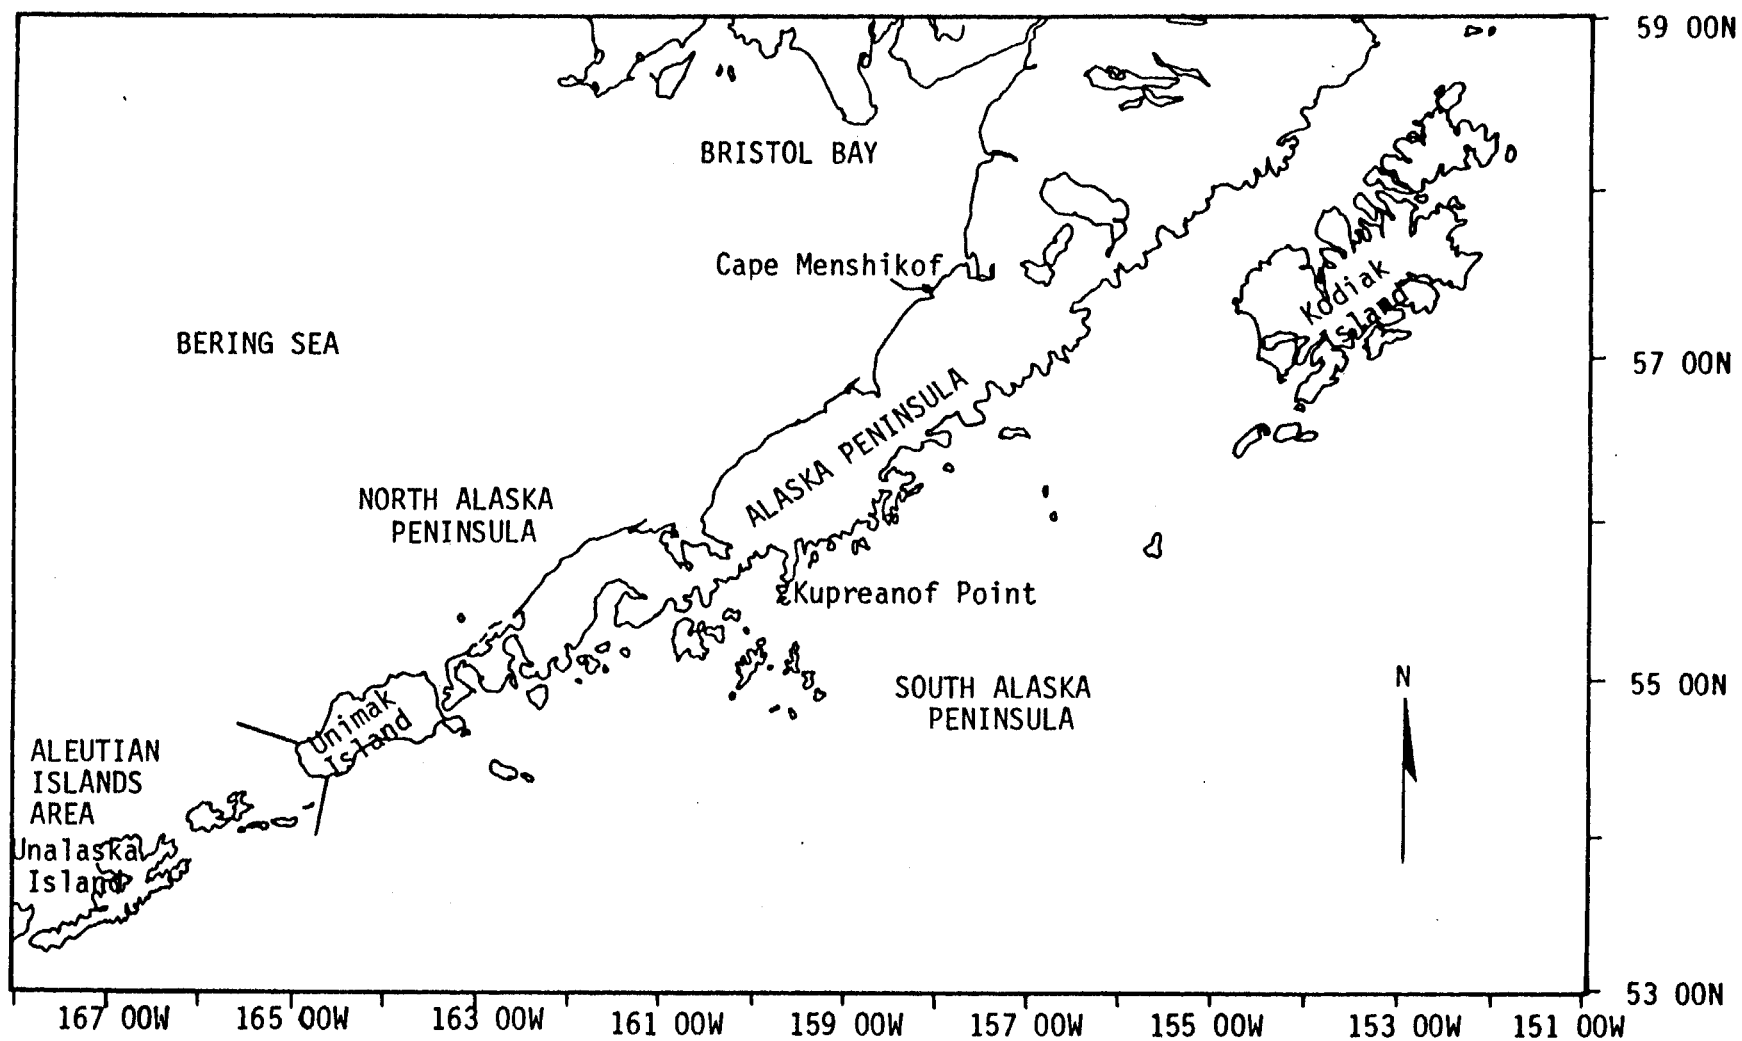 59 00N
BRISTOL BAY
Cape Menshikof
Kodiak
Island
BERING SEA
57 00N
ALASKA PENINSULA
NORTH ALASKA
PENINSULA
Kupreanof Point
SOUTH ALASKA
PENINSULA
N
55 00N
Unimak
Island
ALEUTIAN
ISLANDS
AREA
Unalaska
Island
53 00N
167 00W 165 00W 163 00W 161 00W 159 00W 157 00W 155 00W 153 00W 151 00W